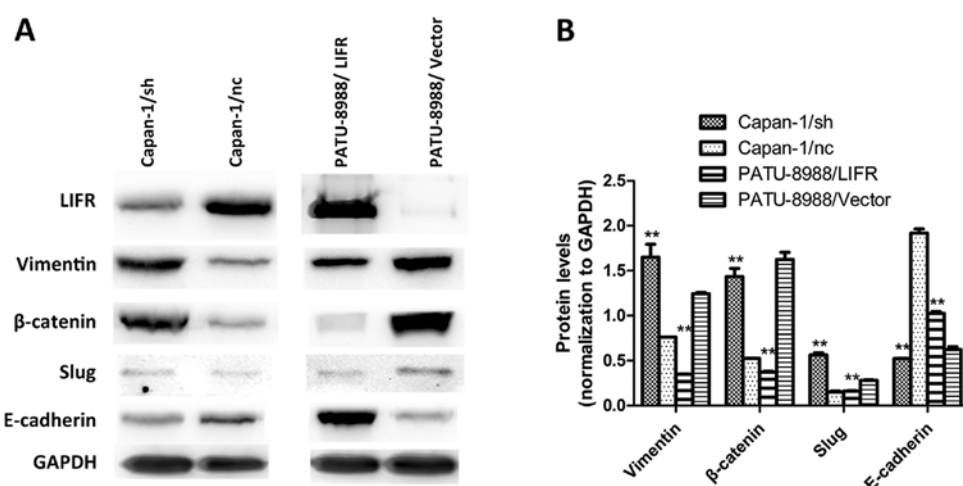 A
Capan-1/sh
Capan-1/nc
PATU-8988/ LIFR
PATU-8988/ Vector
LIFR
Vimentin
β-catenin
Slug
E-cadherin
GAPDH
B
Capan-1/sh
Capan-1/nc
PATU-8988/LIFR
PATU-8988/Vector
Protein levels
(normalization to GAPDH)
2.5
2.0
1.5
1.0
0.5
0.0
**
**
**
**
**
**
**
**
Vimentin
β-catenin
Slug
E-cadherin